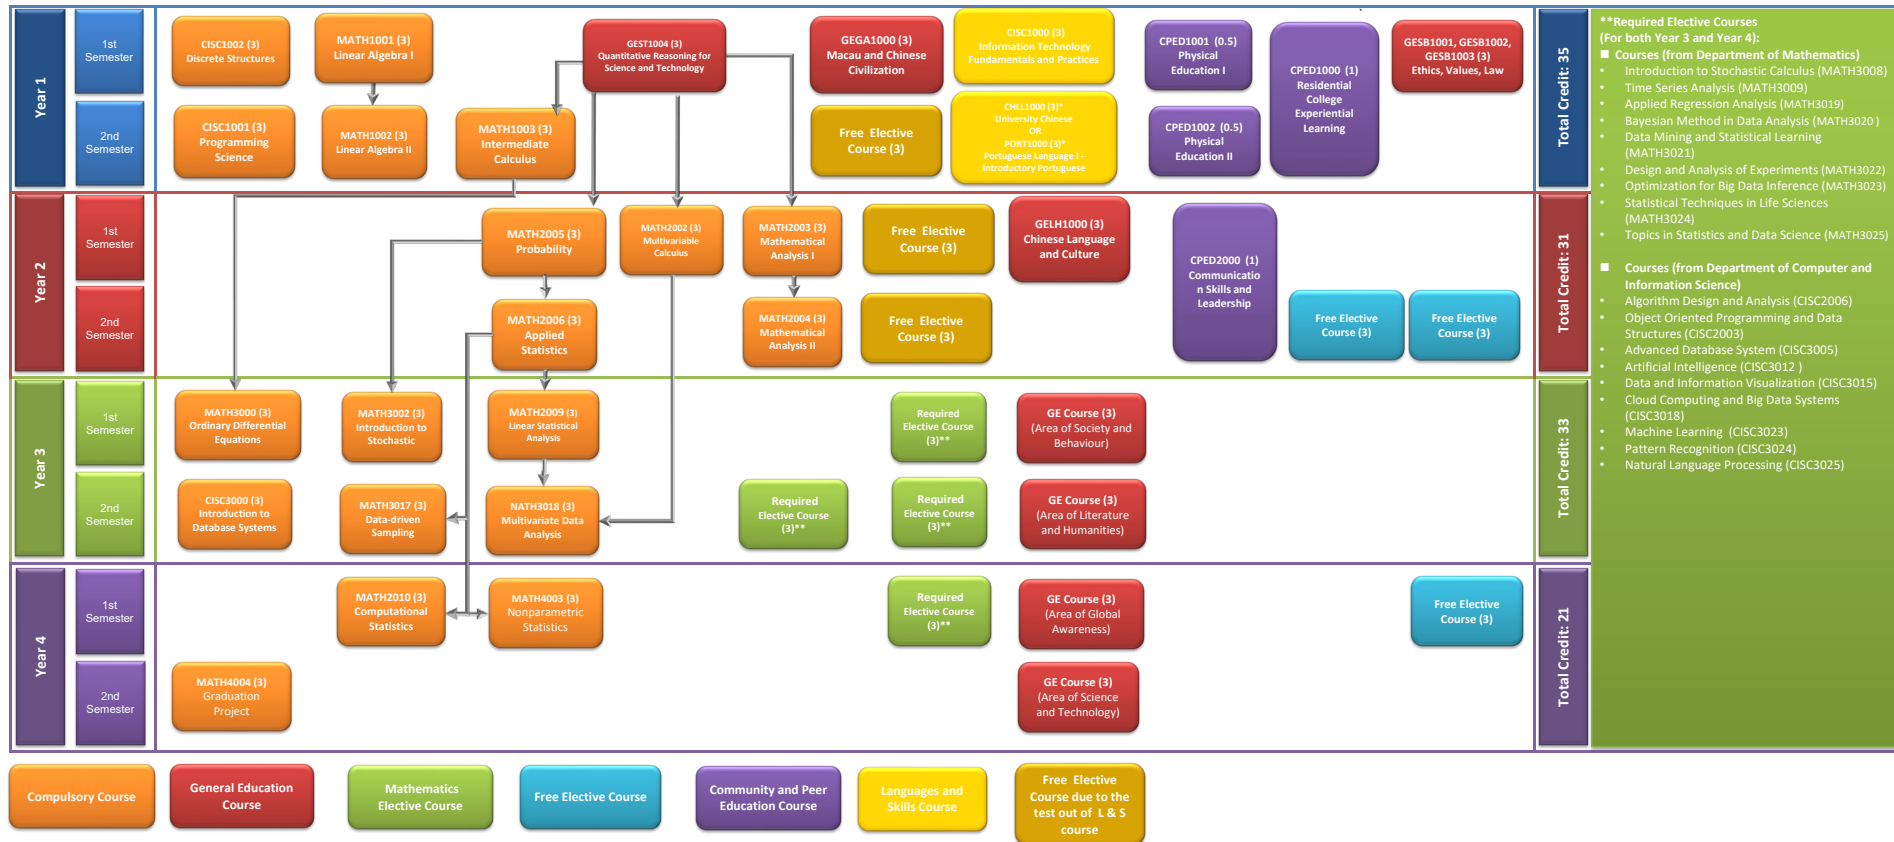 Year 1
1st
Semester
CISC1002 (3)
Discrete Structures
MATH1001 (3)
Linear Algebra I
GEST1004 (3)
Quantitative Reasoning for
Science and Technology
GEGA1000 (3)
Macau and Chinese
Civilization
CISC1000 (3)
Information Technology
Fundamentals and Practices
CPED1001 (0.5)
Physical
Education I
CPED1000 (1)
Residential
College
Experiential
Learning
GESB1001, GESB1002,
GESB1003 (3)
Ethics, Values, Law
2nd
Semester
CISC1001 (3)
Programming
Science
MATH1002 (3)
Linear Algebra II
MATH1003 (3)
Intermediate
Calculus
Free Elective
Course (3)
CHLL1000 (3)*
University Chinese
OR
PORT1000 (3)*
Portuguese Language I -
Introductory Portuguese
CPED1002 (0.5)
Physical
Education II
Total Credit: 35
Year 2
1st
Semester
MATH2005 (3)
Probability
MATH2002 (3)
Multivariable
Calculus
MATH2003 (3)
Mathematical
Analysis I
Free Elective
Course (3)
GELH1000 (3)
Chinese Language
and Culture
CPED2000 (1)
Communicatio
n Skills and
Leadership
2nd
Semester
MATH2006 (3)
Applied
Statistics
MATH2004 (3)
Mathematical
Analysis II
Free Elective
Course (3)
Free Elective
Course (3)
Free Elective
Course (3)
Total Credit: 31
Year 3
1st
Semester
MATH3000 (3)
Ordinary Differential
Equations
MATH3002 (3)
Introduction to
Stochastic
MATH2009 (3)
Linear Statistical
Analysis
Required
Elective Course
(3)**
GE Course (3)
(Area of Society and
Behaviour)
2nd
Semester
CISC3000 (3)
Introduction to
Database Systems
MATH3017 (3)
Data-driven
Sampling
NATH3018 (3)
Multivariate Data
Analysis
Required
Elective Course
(3)**
Required
Elective Course
(3)**
GE Course (3)
(Area of Literature
and Humanities)
Total Credit: 33
Year 4
1st
Semester
MATH2010 (3)
Computational
Statistics
MATH4003 (3)
Nonparametric
Statistics
Required
Elective Course
(3)**
GE Course (3)
(Area of Global
Awareness)
Free Elective
Course (3)
2nd
Semester
MATH4004 (3)
Graduation
Project
GE Course (3)
(Area of Science
and Technology)
Total Credit: 21
**Required Elective Courses
(For both Year 3 and Year 4):
■ Courses (from Department of Mathematics)
• Introduction to Stochastic Calculus (MATH3008)
• Time Series Analysis (MATH3009)
• Applied Regression Analysis (MATH3019)
• Bayesian Method in Data Analysis (MATH3020 )
• Data Mining and Statistical Learning
(MATH3021)
• Design and Analysis of Experiments (MATH3022)
• Optimization for Big Data Inference (MATH3023)
• Statistical Techniques in Life Sciences
(MATH3024)
• Topics in Statistics and Data Science (MATH3025)
■ Courses (from Department of Computer and
Information Science)
• Algorithm Design and Analysis (CISC2006)
• Object Oriented Programming and Data
Structures (CISC2003)
• Advanced Database System (CISC3005)
• Artificial Intelligence (CISC3012 )
• Data and Information Visualization (CISC3015)
• Cloud Computing and Big Data Systems
(CISC3018)
• Machine Learning (CISC3023)
• Pattern Recognition (CISC3024)
• Natural Language Processing (CISC3025)
Compulsory Course
General Education
Course
Mathematics
Elective Course
Free Elective Course
Community and Peer
Education Course
Languages and
Skills Course
Free Elective
Course due to the
test out of L & S
course